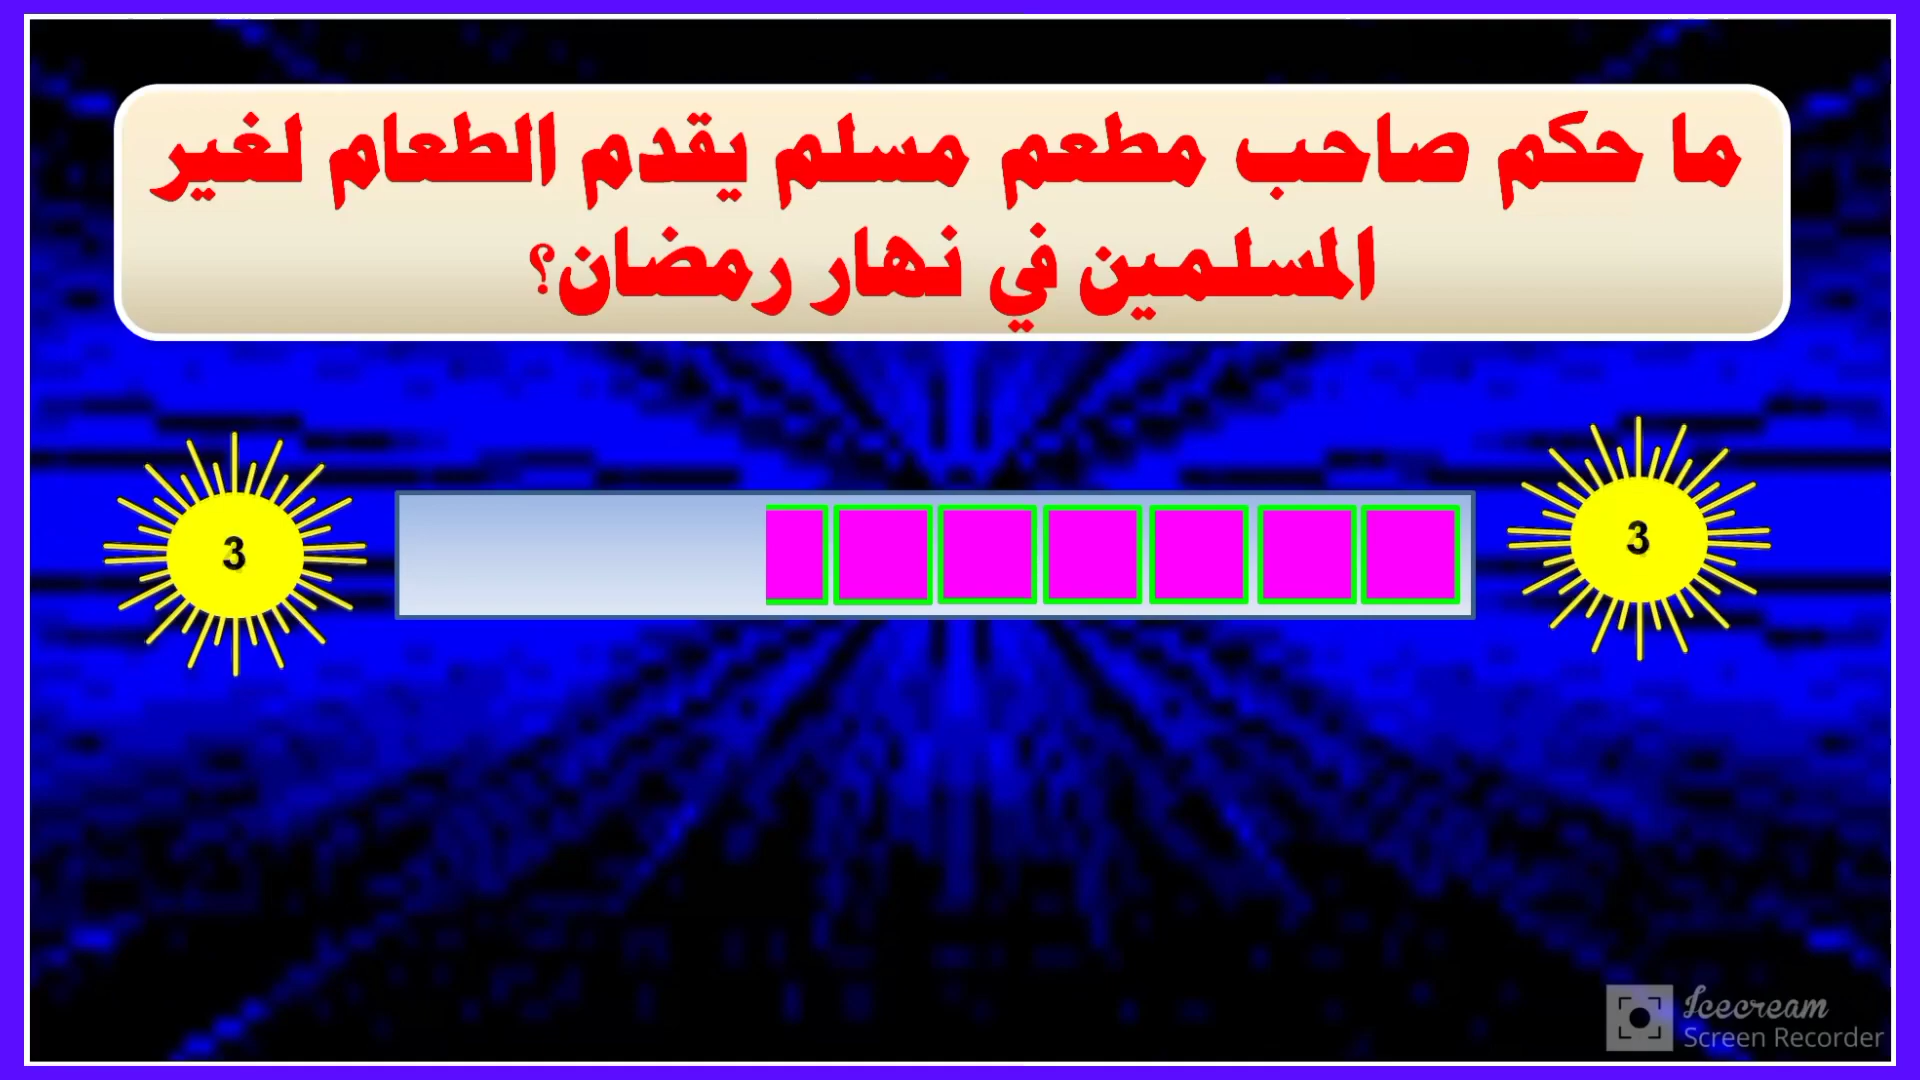 ما حكم صاحب مطعم مسلم يقدم الطعام لغير
المسلمين في نهار رمضان؟
3
3
Icecream
Screen Recorder